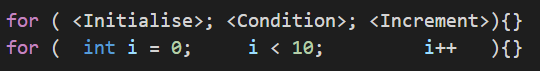 for ( <Initialise>; <Condition>; <Increment>){}
for (  int i = 0;      i < 10;          i++   ){}